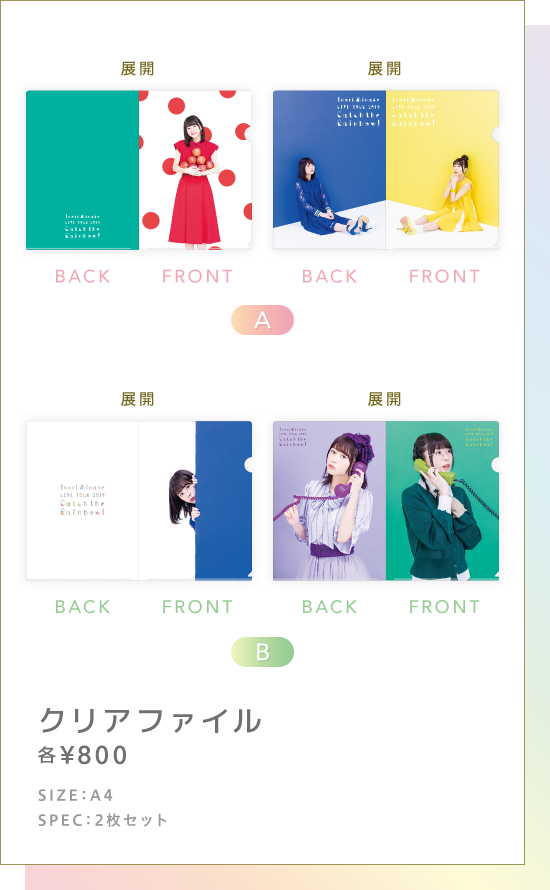 展開
展開
Inori Minase
LIVE TOUR 2019
Catch the
Rainbow!
Inori Minase
LIVE TOUR 2019
Catch the
Rainbow!
Inori Minase
LIVE TOUR 2019
Catch the
Rainbow!
BACK FRONT
BACK FRONT
A
展開
展開
Inori Minase
LIVE TOUR 2019
Catch the
Rainbow!
Inori Minase
LIVE TOUR 2019
Catch the
Rainbow!
Inori Minase
LIVE TOUR 2019
Catch the
Rainbow!
BACK FRONT
BACK FRONT
B
クリアファイル
各¥800
SIZE:A4
SPEC:2枚セット